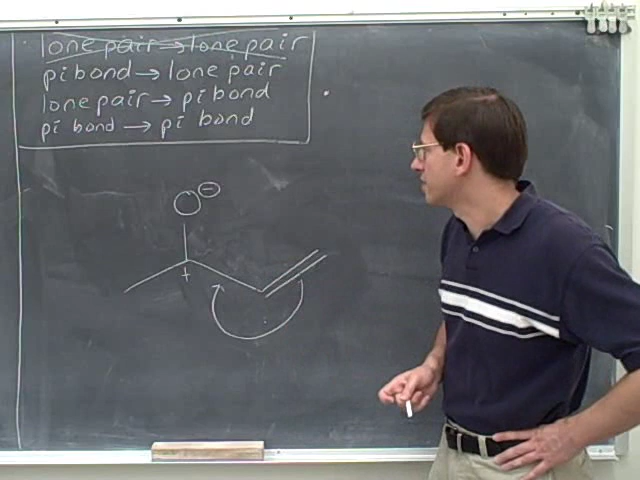 lone pair → lone pair
pi bond → lone pair
lone pair → pi bond
pi bond → pi bond
O⊖
+